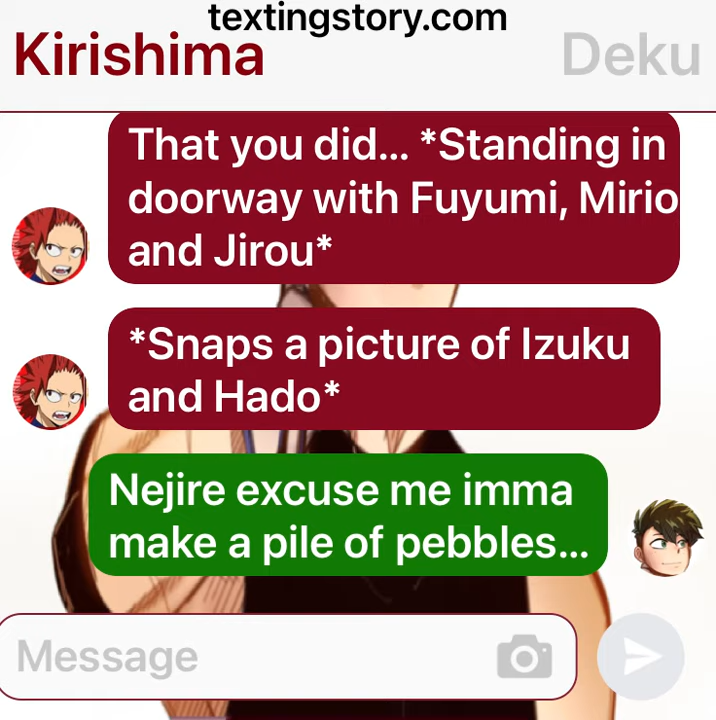 textingstory.com
Kirishima
Deku
That you did... *Standing in
doorway with Fuyumi, Mirio
and Jirou*
*Snaps a picture of Izuku
and Hado*
Nejire excuse me imma
make a pile of pebbles...
Message